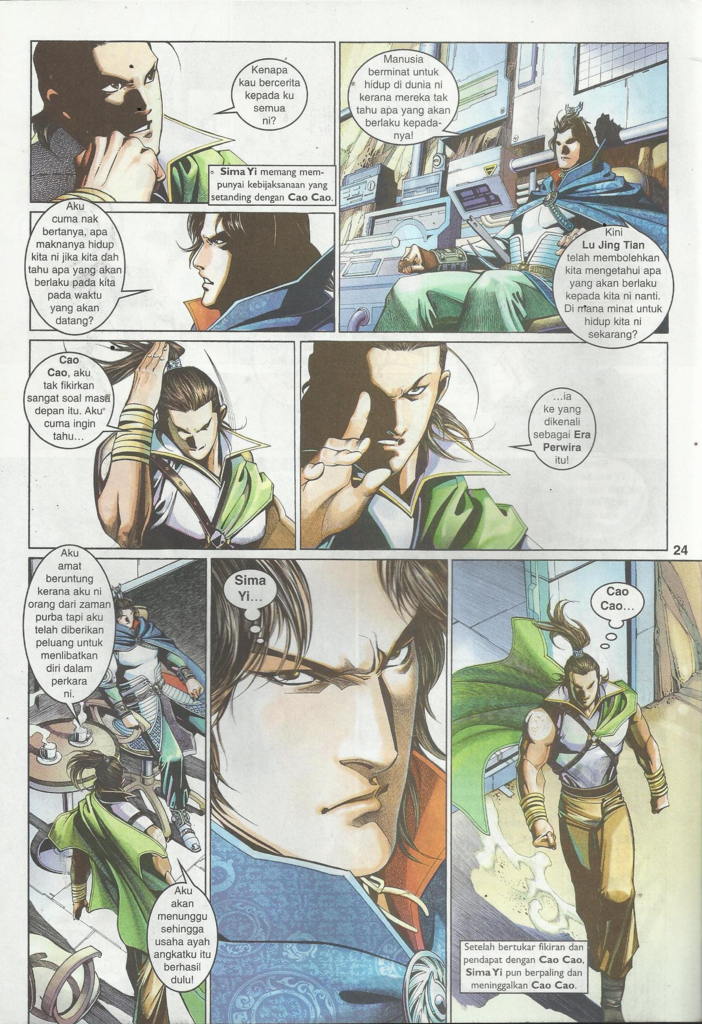 Kenapa
kau bercerita
kepada ku
semua
ni?
Sima Yi memang mem-
punyai kebijaksanaan yang
setanding dengan Cao Cao.
Manusia
berminat untuk
hidup di dunia ni
kerana mereka tak
tahu apa yang akan
berlaku kepada-
nya!
Kini
Lu Jing Tian
telah membolehkan
kita mengetahui apa
yang akan berlaku
kepada kita ni nanti.
Di mana minat untuk
hidup kita ni
sekarang?
Aku
cuma nak
bertanya, apa
maknanya hidup
kita ni jika kita dah
tahu apa yang akan
berlaku pada kita
pada waktu
yang akan
datang?
Cao
Cao, aku
tak fikirkan
sangat soal masa
depan itu. Aku
cuma ingin
tahu...
...ia
ke yang
dikenali
sebagai Era
Perwira
itu!
24
Aku
amat
beruntung
kerana aku ni
orang dari zaman
purba tapi aku
telah diberikan
peluang untuk
menlibatkan
diri dalam
perkara
ni.
Aku
akan
menunggu
sehingga
usaha ayah
angkatku itu
berhasil
dulu!
Sima
Yi...
Cao
Cao...
Setelah bertukar fikiran dan
pendapat dengan Cao Cao,
Sima Yi pun berpaling dan
meninggalkan Cao Cao.